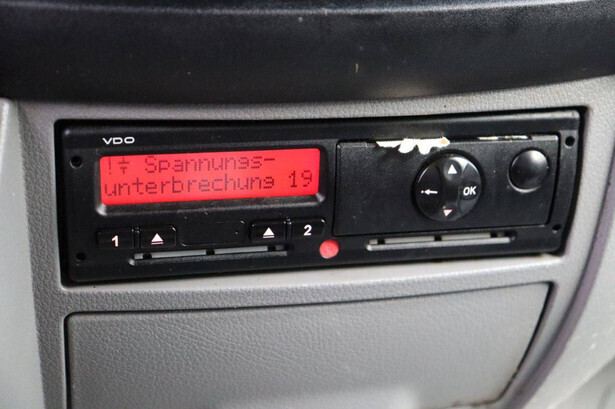 VDO
! Spannungs-
unterbrechung 19
OK
1
2